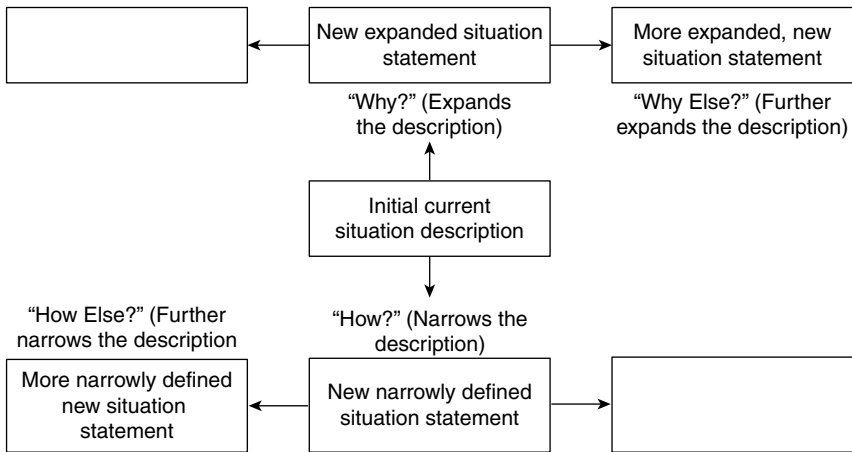 New expanded situation
statement
More expanded, new
situation statement
“Why?” (Expands
the description)
“Why Else?” (Further
expands the description)
Initial current
situation description
“How Else?” (Further
narrows the description
“How?” (Narrows the
description)
More narrowly defined
new situation
statement
New narrowly defined
situation statement